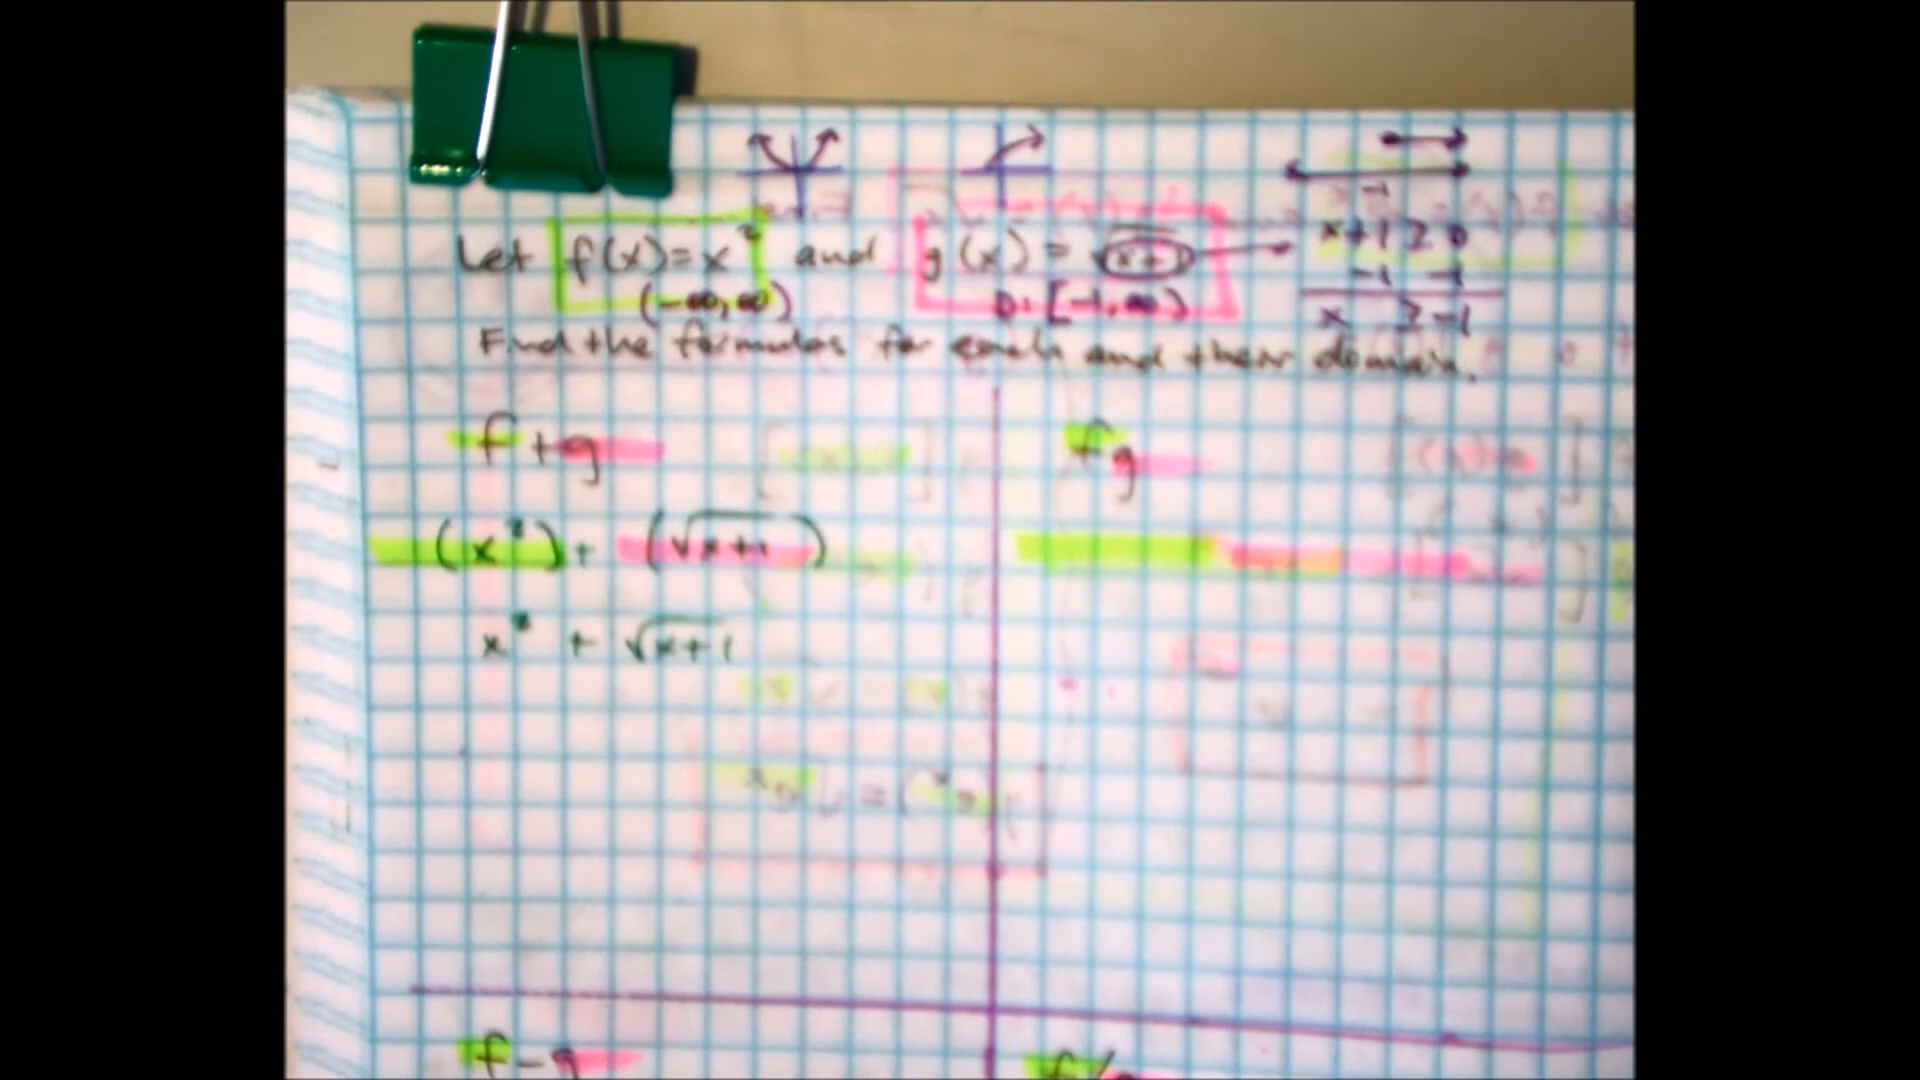 -1
Let f(x)=x² and g(x) = √x+1 x+1 ≥ 0
(-∞,∞) D: [-1,∞) -1 -1
x ≥ -1
Find the formulas for each and their domain.
f+g fg
(x²)+ (√x+1)
x² + √x+1
f-g f/g